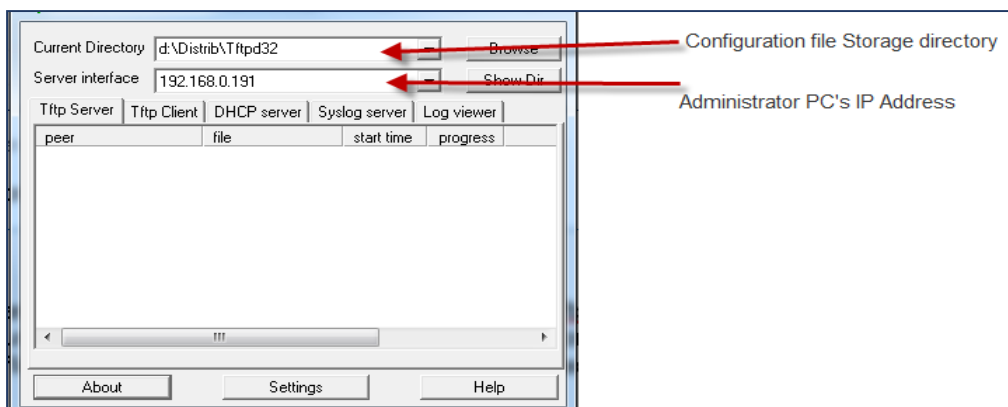 Current Directory d:\Distrib\Tftpd32 Browse
Configuration file Storage directory
Server interface 192.168.0.191 Show Dir
Administrator PC's IP Address
Tftp Server Tftp Client DHCP server Syslog server Log viewer
peer file start time progress
About Settings Help